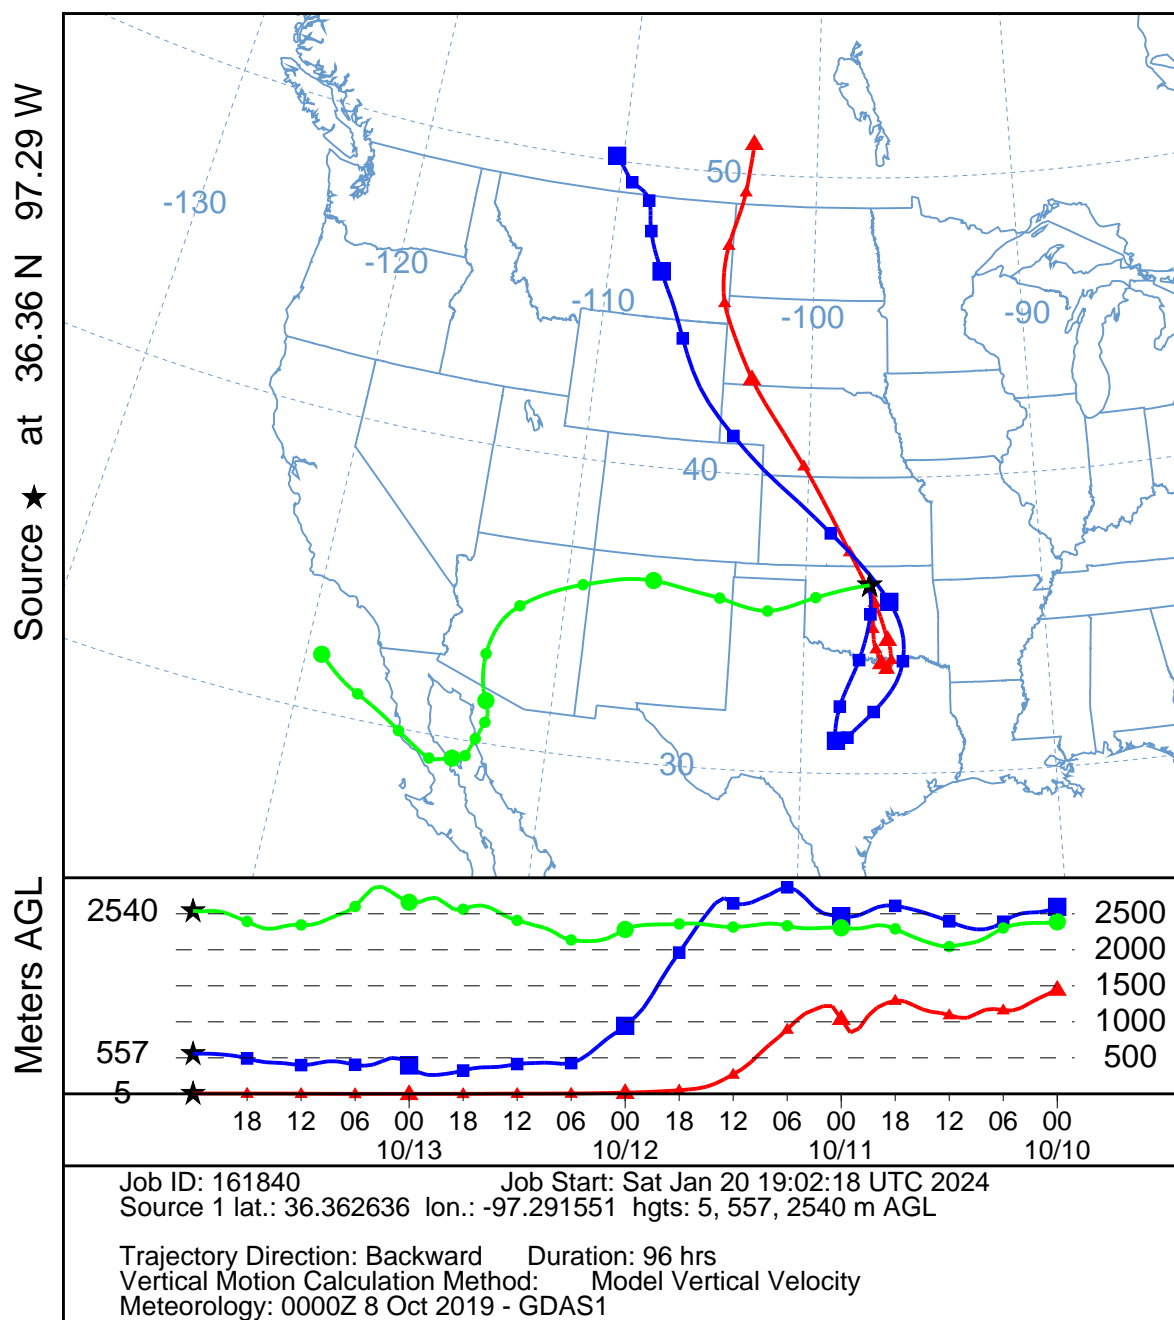 Source ★ at 36.36 N 97.29 W
-130
-120
-110
-100
-90
50
40
30
Meters AGL
2540
557
5
2500
2000
1500
1000
500
18 12 06 00 18 12 06 00 18 12 06 00 18 12 06 00
10/13 10/12 10/11 10/10
Job ID: 161840 Job Start: Sat Jan 20 19:02:18 UTC 2024
Source 1 lat.: 36.362636 lon.: -97.291551 hgts: 5, 557, 2540 m AGL
Trajectory Direction: Backward Duration: 96 hrs
Vertical Motion Calculation Method: Model Vertical Velocity
Meteorology: 0000Z 8 Oct 2019 - GDAS1